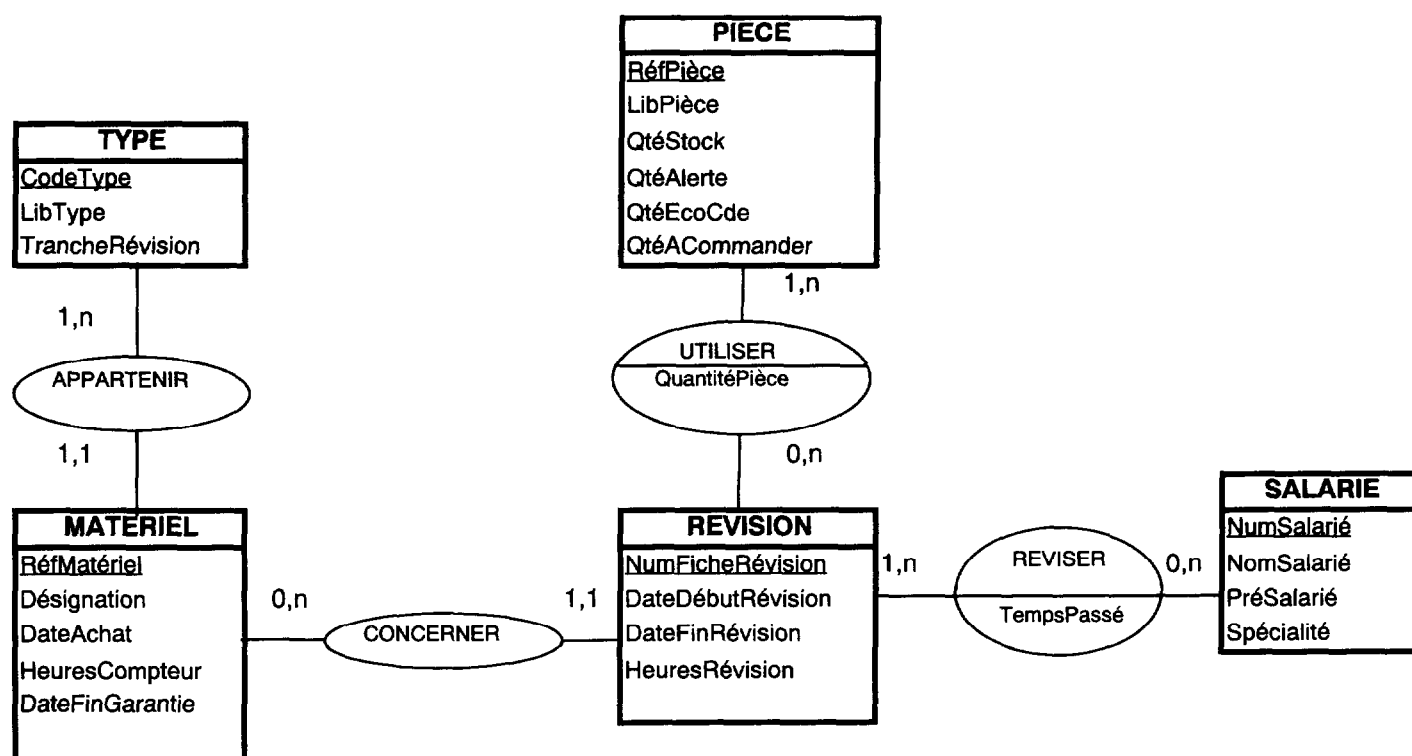 PIECE
RéfPièce
LibPièce
QtéStock
QtéAlerte
QtéEcoCde
QtéACommander
TYPE
CodeType
LibType
TrancheRévision
1,n
1,n
APPARTENIR
UTILISER
QuantitéPièce
1,1
0,n
MATERIEL
RéfMatériel
Désignation
DateAchat
HeuresCompteur
DateFinGarantie
0,n
CONCERNER
1,1
REVISION
NumFicheRévision
DateDébutRévision
DateFinRévision
HeuresRévision
1,n
REVISER
TempsPassé
0,n
SALARIE
NumSalarié
NomSalarié
PréSalarié
Spécialité